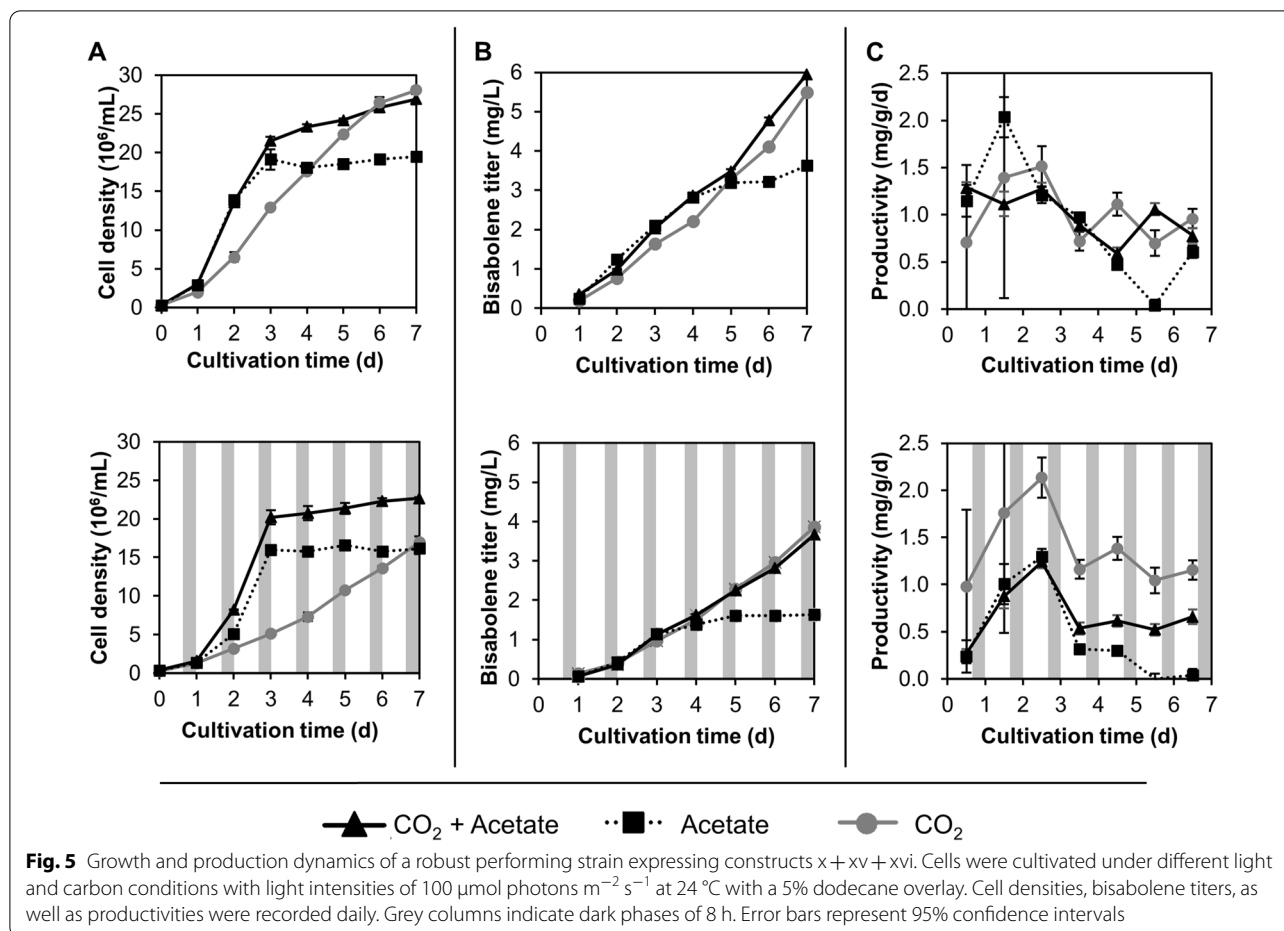 A
B
C
30
25
20
15
10
5
0
Cell density (10⁶/mL)
0 1 2 3 4 5 6 7
Cultivation time (d)
6
5
4
3
2
1
0
Bisabolene titer (mg/L)
0 1 2 3 4 5 6 7
Cultivation time (d)
2.5
2.0
1.5
1.0
0.5
0.0
Productivity (mg/g/d)
0 1 2 3 4 5 6 7
Cultivation time (d)
30
25
20
15
10
5
0
Cell density (10⁶/mL)
0 1 2 3 4 5 6 7
Cultivation time (d)
6
5
4
3
2
1
0
Bisabolene titer (mg/L)
0 1 2 3 4 5 6 7
Cultivation time (d)
2.5
2.0
1.5
1.0
0.5
0.0
Productivity (mg/g/d)
0 1 2 3 4 5 6 7
Cultivation time (d)
CO₂ + Acetate Acetate CO₂
Fig. 5 Growth and production dynamics of a robust performing strain expressing constructs x + xv + xvi. Cells were cultivated under different light
and carbon conditions with light intensities of 100 µmol photons m⁻² s⁻¹ at 24 °C with a 5% dodecane overlay. Cell densities, bisabolene titers, as
well as productivities were recorded daily. Grey columns indicate dark phases of 8 h. Error bars represent 95% confidence intervals